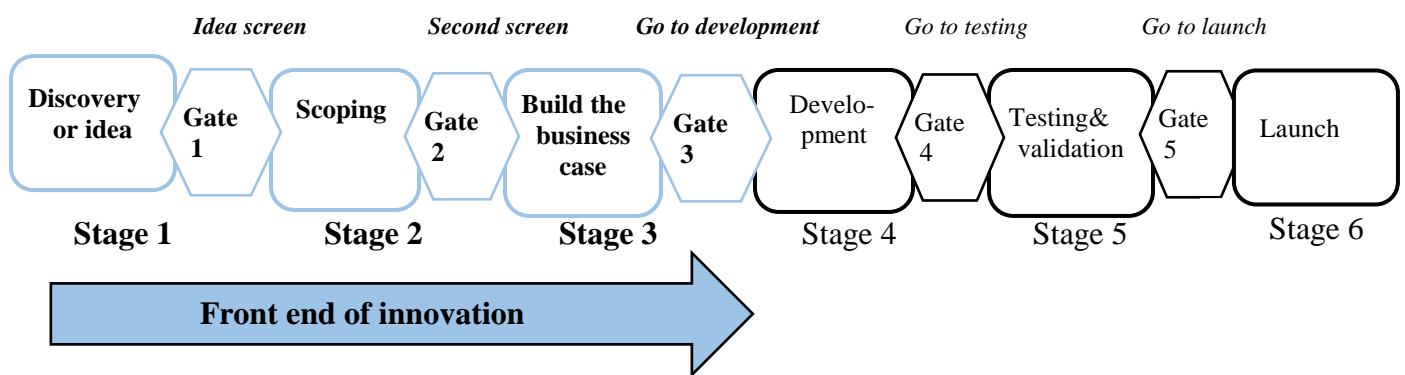 Idea screen
Second screen
Go to development
Go to testing
Go to launch
Discovery
or idea
Gate
1
Scoping
Gate
2
Build the
business
case
Gate
3
Develo-
pment
Gate
4
Testing&
validation
Gate
5
Launch
Stage 1
Stage 2
Stage 3
Stage 4
Stage 5
Stage 6
Front end of innovation